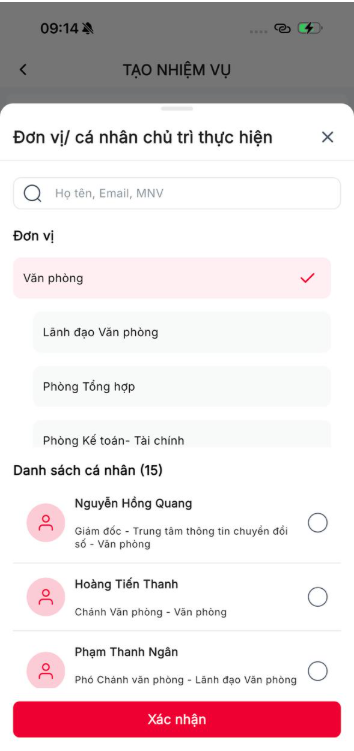 09:14
TẠO NHIỆM VỤ
Đơn vị/ cá nhân chủ trì thực hiện
Họ tên, Email, MNV
Đơn vị
Văn phòng
Lãnh đạo Văn phòng
Phòng Tổng hợp
Phòng Kế toán- Tài chính
Danh sách cá nhân (15)
Nguyễn Hồng Quang
Giám đốc - Trung tâm thông tin chuyển đổi
số - Văn phòng
Hoàng Tiến Thanh
Chánh Văn phòng - Văn phòng
Phạm Thanh Ngân
Phó Chánh văn phòng - Lãnh đạo Văn phòng
Xác nhận